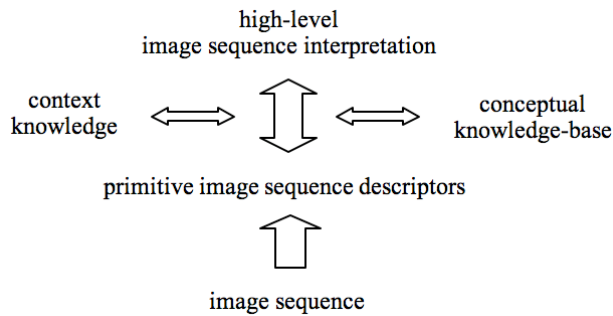 high-level
image sequence interpretation
context
knowledge
conceptual
knowledge-base
primitive image sequence descriptors
image sequence